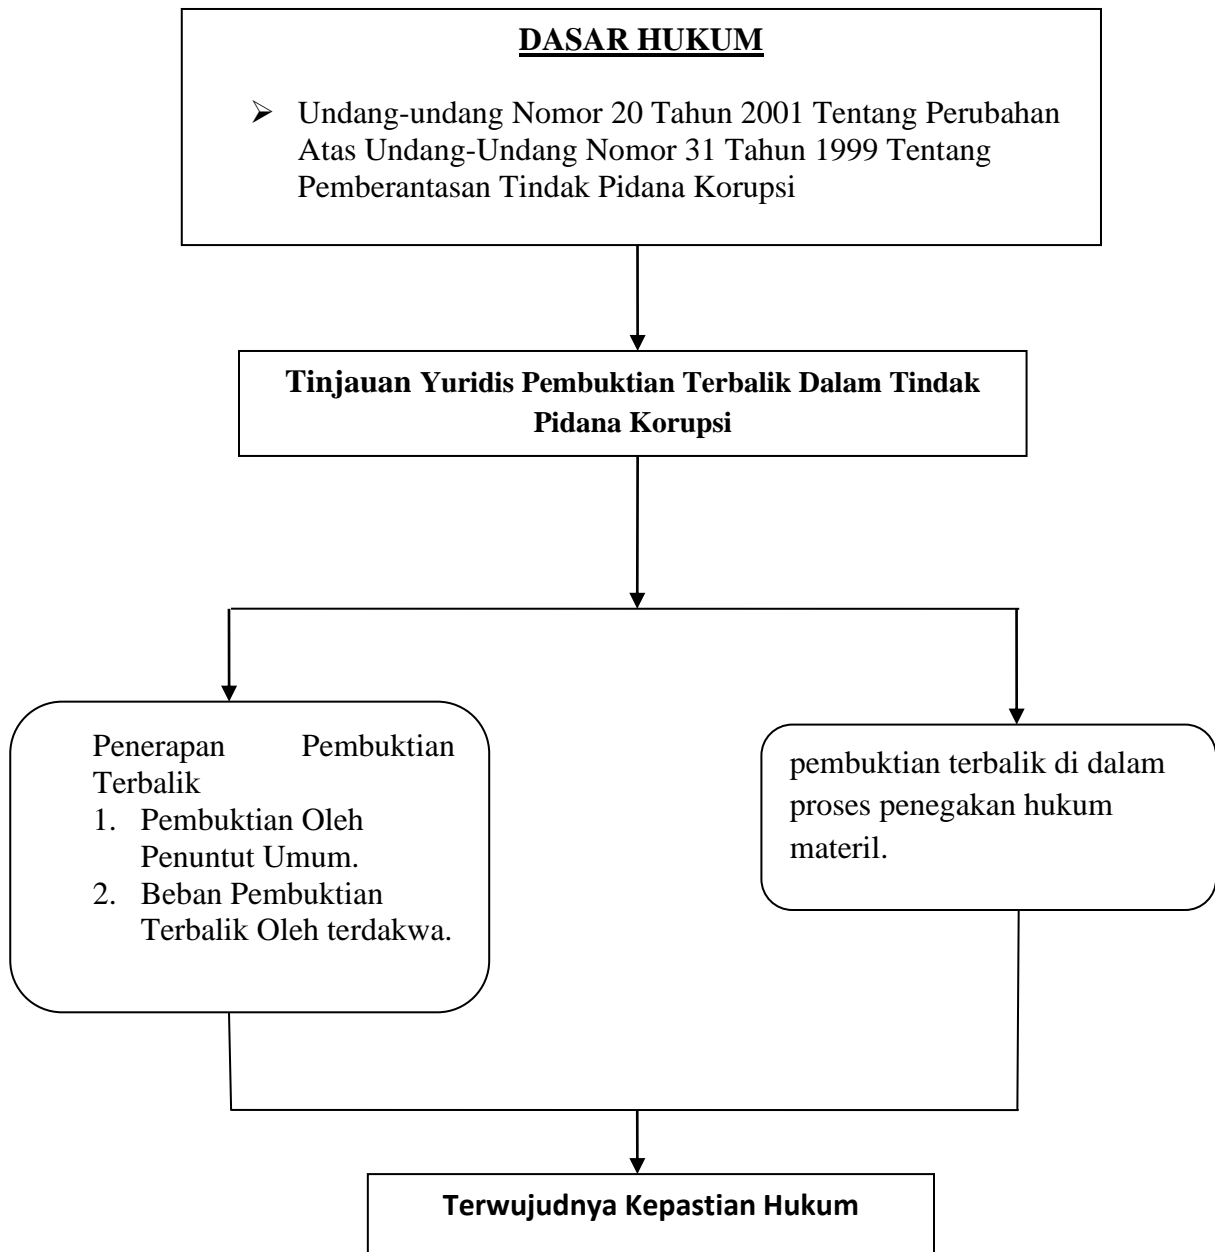 DASAR HUKUM
➢ Undang-undang Nomor 20 Tahun 2001 Tentang Perubahan
Atas Undang-Undang Nomor 31 Tahun 1999 Tentang
Pemberantasan Tindak Pidana Korupsi
Tinjauan Yuridis Pembuktian Terbalik Dalam Tindak
Pidana Korupsi
Penerapan Pembuktian
Terbalik
1. Pembuktian Oleh
Penuntut Umum.
2. Beban Pembuktian
Terbalik Oleh terdakwa.
pembuktian terbalik di dalam
proses penegakan hukum
materil.
Terwujudnya Kepastian Hukum